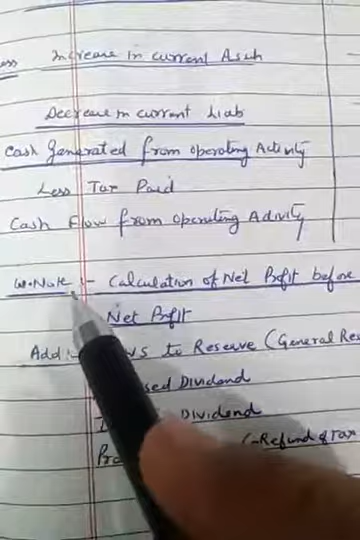 Increase in current Asset
Decrease in current Liab
Cash Generated from operating Activity
Less Tax Paid
Cash Flow from operating Activity
W.Note :- Calculation of Net Profit before
Net Profit
Add:- to Reserve (General Res
Dividend
Dividend
(-Refund of Tax